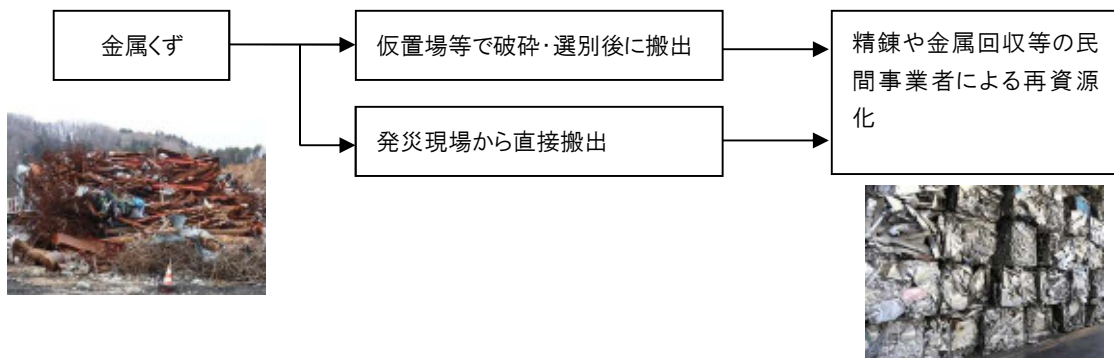 金属くず
仮置場等で破砕・選別後に搬出
発災現場から直接搬出
精錬や金属回収等の民
間事業者による再資源
化